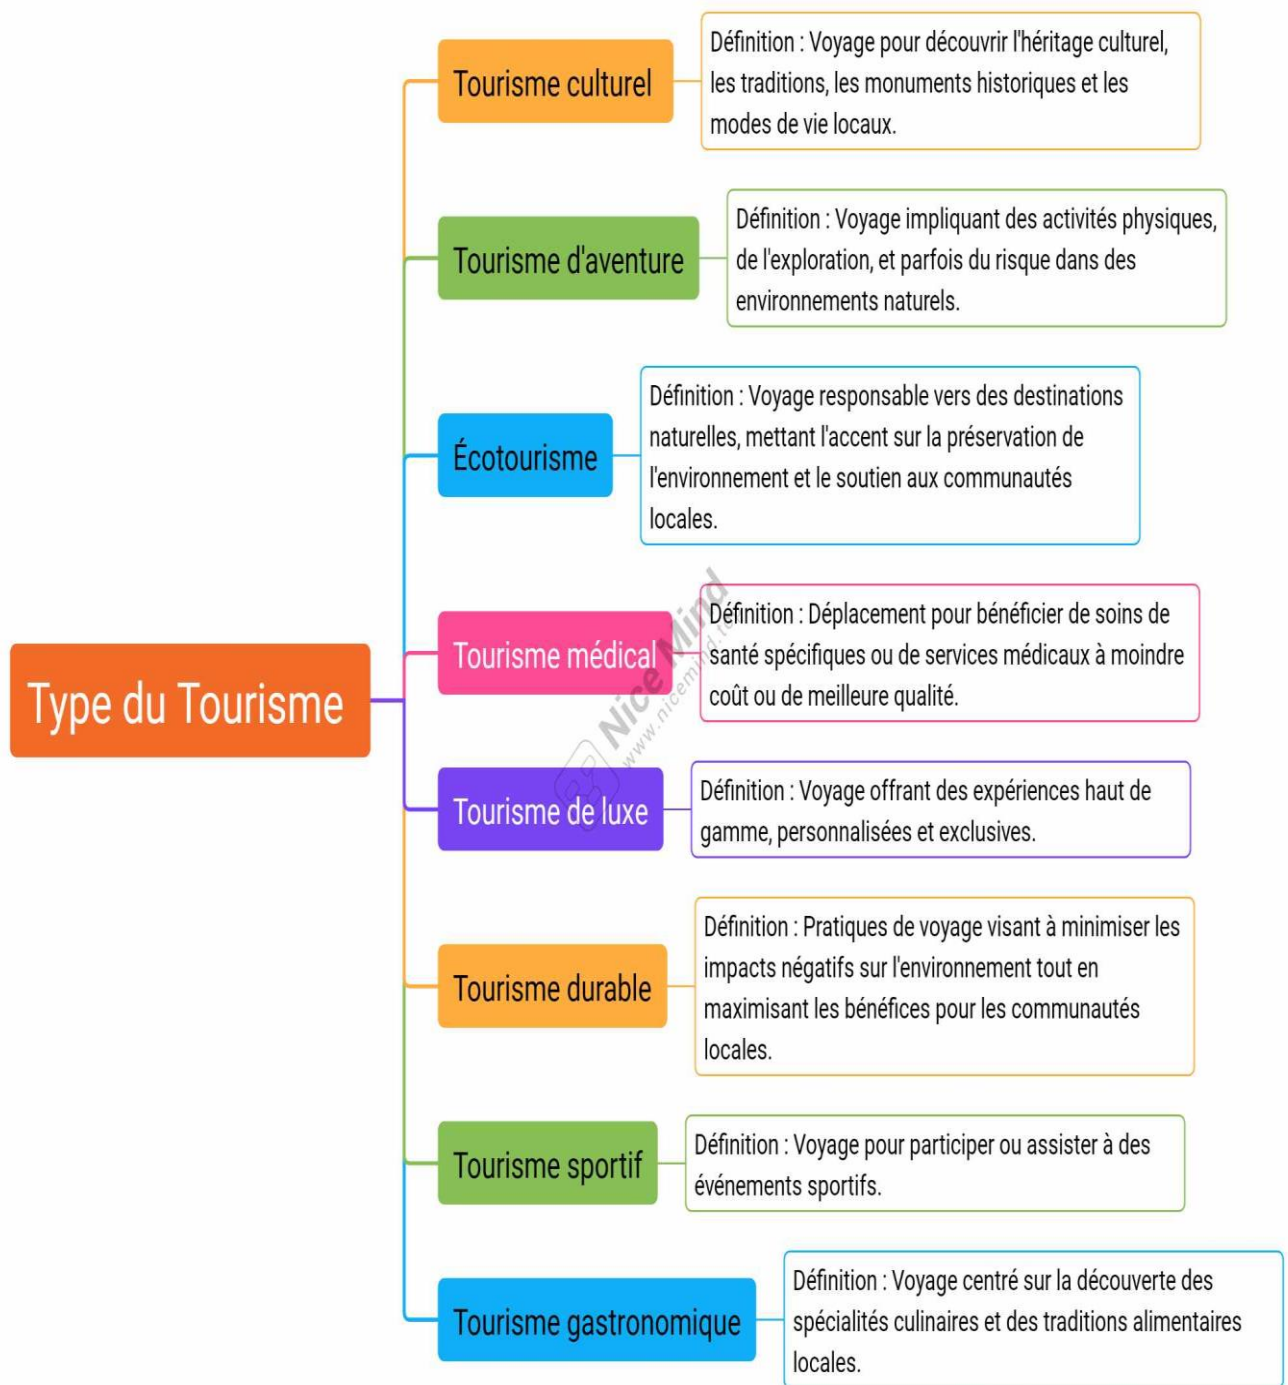 Tourisme culturel
Définition : Voyage pour découvrir l'héritage culturel,
les traditions, les monuments historiques et les
modes de vie locaux.
Tourisme d'aventure
Définition : Voyage impliquant des activités physiques,
de l'exploration, et parfois du risque dans des
environnements naturels.
Écotourisme
Définition : Voyage responsable vers des destinations
naturelles, mettant l'accent sur la préservation de
l'environnement et le soutien aux communautés
locales.
Type du Tourisme
Tourisme médical
Définition : Déplacement pour bénéficier de soins de
santé spécifiques ou de services médicaux à moindre
coût ou de meilleure qualité.
Nice Mind
Tourisme de luxe
Définition : Voyage offrant des expériences haut de
gamme, personnalisées et exclusives.
Tourisme durable
Définition : Pratiques de voyage visant à minimiser les
impacts négatifs sur l'environnement tout en
maximisant les bénéfices pour les communautés
locales.
Tourisme sportif
Définition : Voyage pour participer ou assister à des
événements sportifs.
Tourisme gastronomique
Définition : Voyage centré sur la découverte des
spécialités culinaires et des traditions alimentaires
locales.